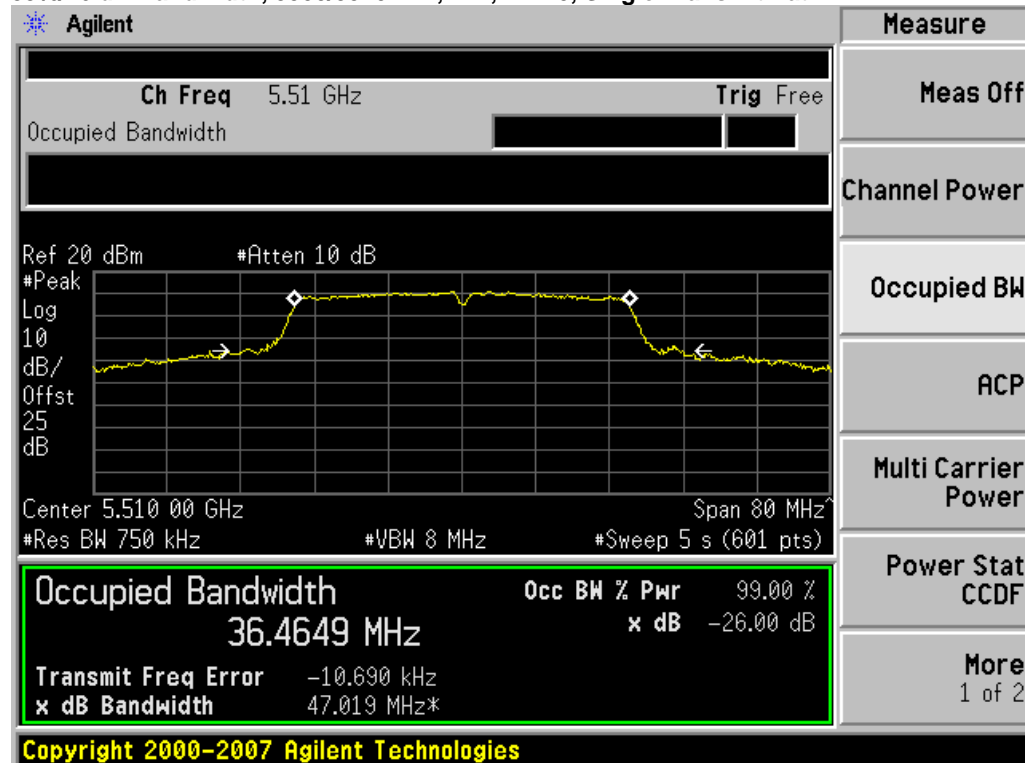 Agilent
Measure
Ch Freq 5.51 GHz Trig Free
Occupied Bandwidth
Meas Off
Channel Power
Occupied BW
ACP
Multi Carrier
Power
Power Stat
CCDF
More
1 of 2
Ref 20 dBm #Atten 10 dB
#Peak
Log
10
dB/
Offst
25
dB
Center 5.510 00 GHz Span 80 MHz^
#Res BW 750 kHz #VBW 8 MHz #Sweep 5 s (601 pts)
Occupied Bandwidth Occ BW % Pwr 99.00 %
36.4649 MHz x dB -26.00 dB
Transmit Freq Error -10.690 kHz
x dB Bandwidth 47.019 MHz*
Copyright 2000-2007 Agilent Technologies